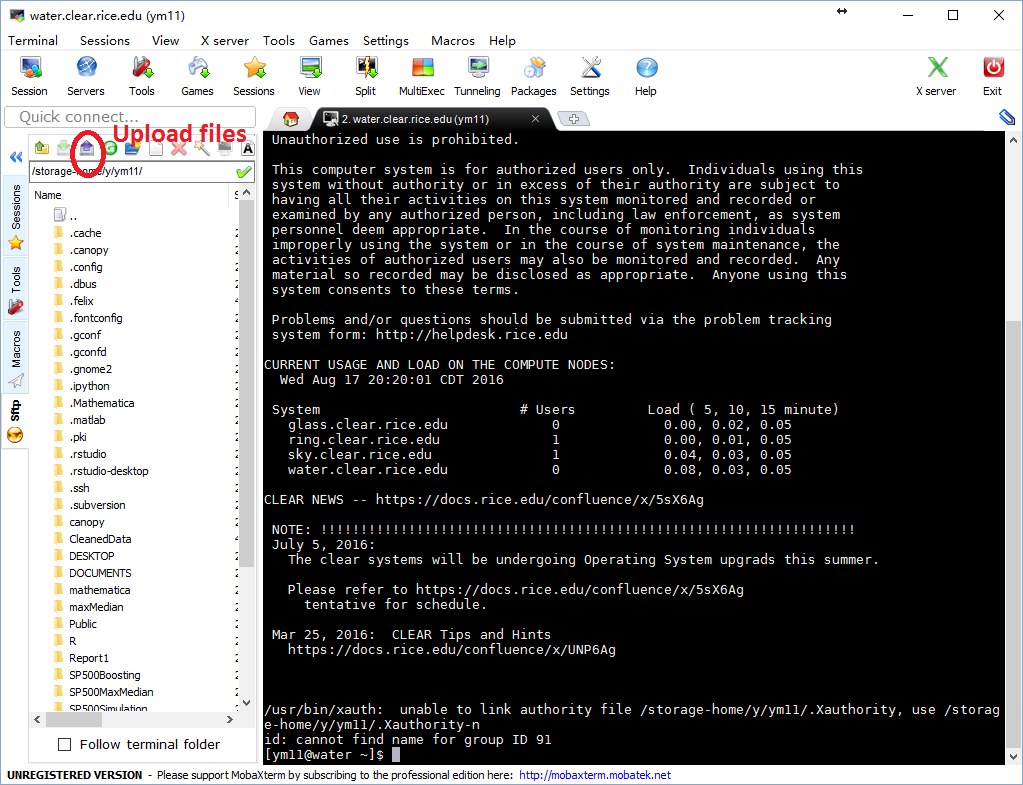 water.clear.rice.edu (ym11)
Terminal Sessions View X server Tools Games Settings Macros Help
Session Servers Tools Games Sessions View Split MultiExec Tunneling Packages Settings Help X server Exit
Quick connect...
2. water.clear.rice.edu (ym11)
Upload files
/storage-home/y/ym11/
Sessions
Tools
Macros
Sftp
Name S
..
.cache
.canopy
.config
.dbus
.felix
.fontconfig
.gconf
.gconfd
.gnome2
.ipython
.Mathematica
.matlab
.pki
.rstudio
.rstudio-desktop
.ssh
.subversion
canopy
CleanedData
DESKTOP
DOCUMENTS
mathematica
maxMedian
Public
R
Report1
SP500Boosting
SP500MaxMedian
SP500Simulation
Follow terminal folder
Unauthorized use is prohibited.
This computer system is for authorized users only.  Individuals using this
system without authority or in excess of their authority are subject to
having all their activities on this system monitored and recorded or
examined by any authorized person, including law enforcement, as system
personnel deem appropriate.  In the course of monitoring individuals
improperly using the system or in the course of system maintenance, the
activities of authorized users may also be monitored and recorded.  Any
material so recorded may be disclosed as appropriate.  Anyone using this
system consents to these terms.
Problems and/or questions should be submitted via the problem tracking
system form: http://helpdesk.rice.edu
CURRENT USAGE AND LOAD ON THE COMPUTE NODES:
Wed Aug 17 20:20:01 CDT 2016
System # Users Load ( 5, 10, 15 minute)
glass.clear.rice.edu 0 0.00, 0.02, 0.05
ring.clear.rice.edu 1 0.00, 0.01, 0.05
sky.clear.rice.edu 1 0.04, 0.03, 0.05
water.clear.rice.edu 0 0.08, 0.03, 0.05
CLEAR NEWS -- https://docs.rice.edu/confluence/x/5sX6Ag
NOTE: !!!!!!!!!!!!!!!!!!!!!!!!!!!!!!!!!!!!!!!!!!!!!!!!!!!!!!!!!!!!!!!!!!!
July 5, 2016:
The clear systems will be undergoing Operating System upgrads this summer.
Please refer to https://docs.rice.edu/confluence/x/5sX6Ag
tentative for schedule.
Mar 25, 2016:  CLEAR Tips and Hints
https://docs.rice.edu/confluence/x/UNP6Ag
/usr/bin/xauth:  unable to link authority file /storage-home/y/ym11/.Xauthority, use /storag
e-home/y/ym11/.Xauthority-n
id: cannot find name for group ID 91
[ym11@water ~]$
UNREGISTERED VERSION - Please support MobaXterm by subscribing to the professional edition here: http://mobaxterm.mobatek.net